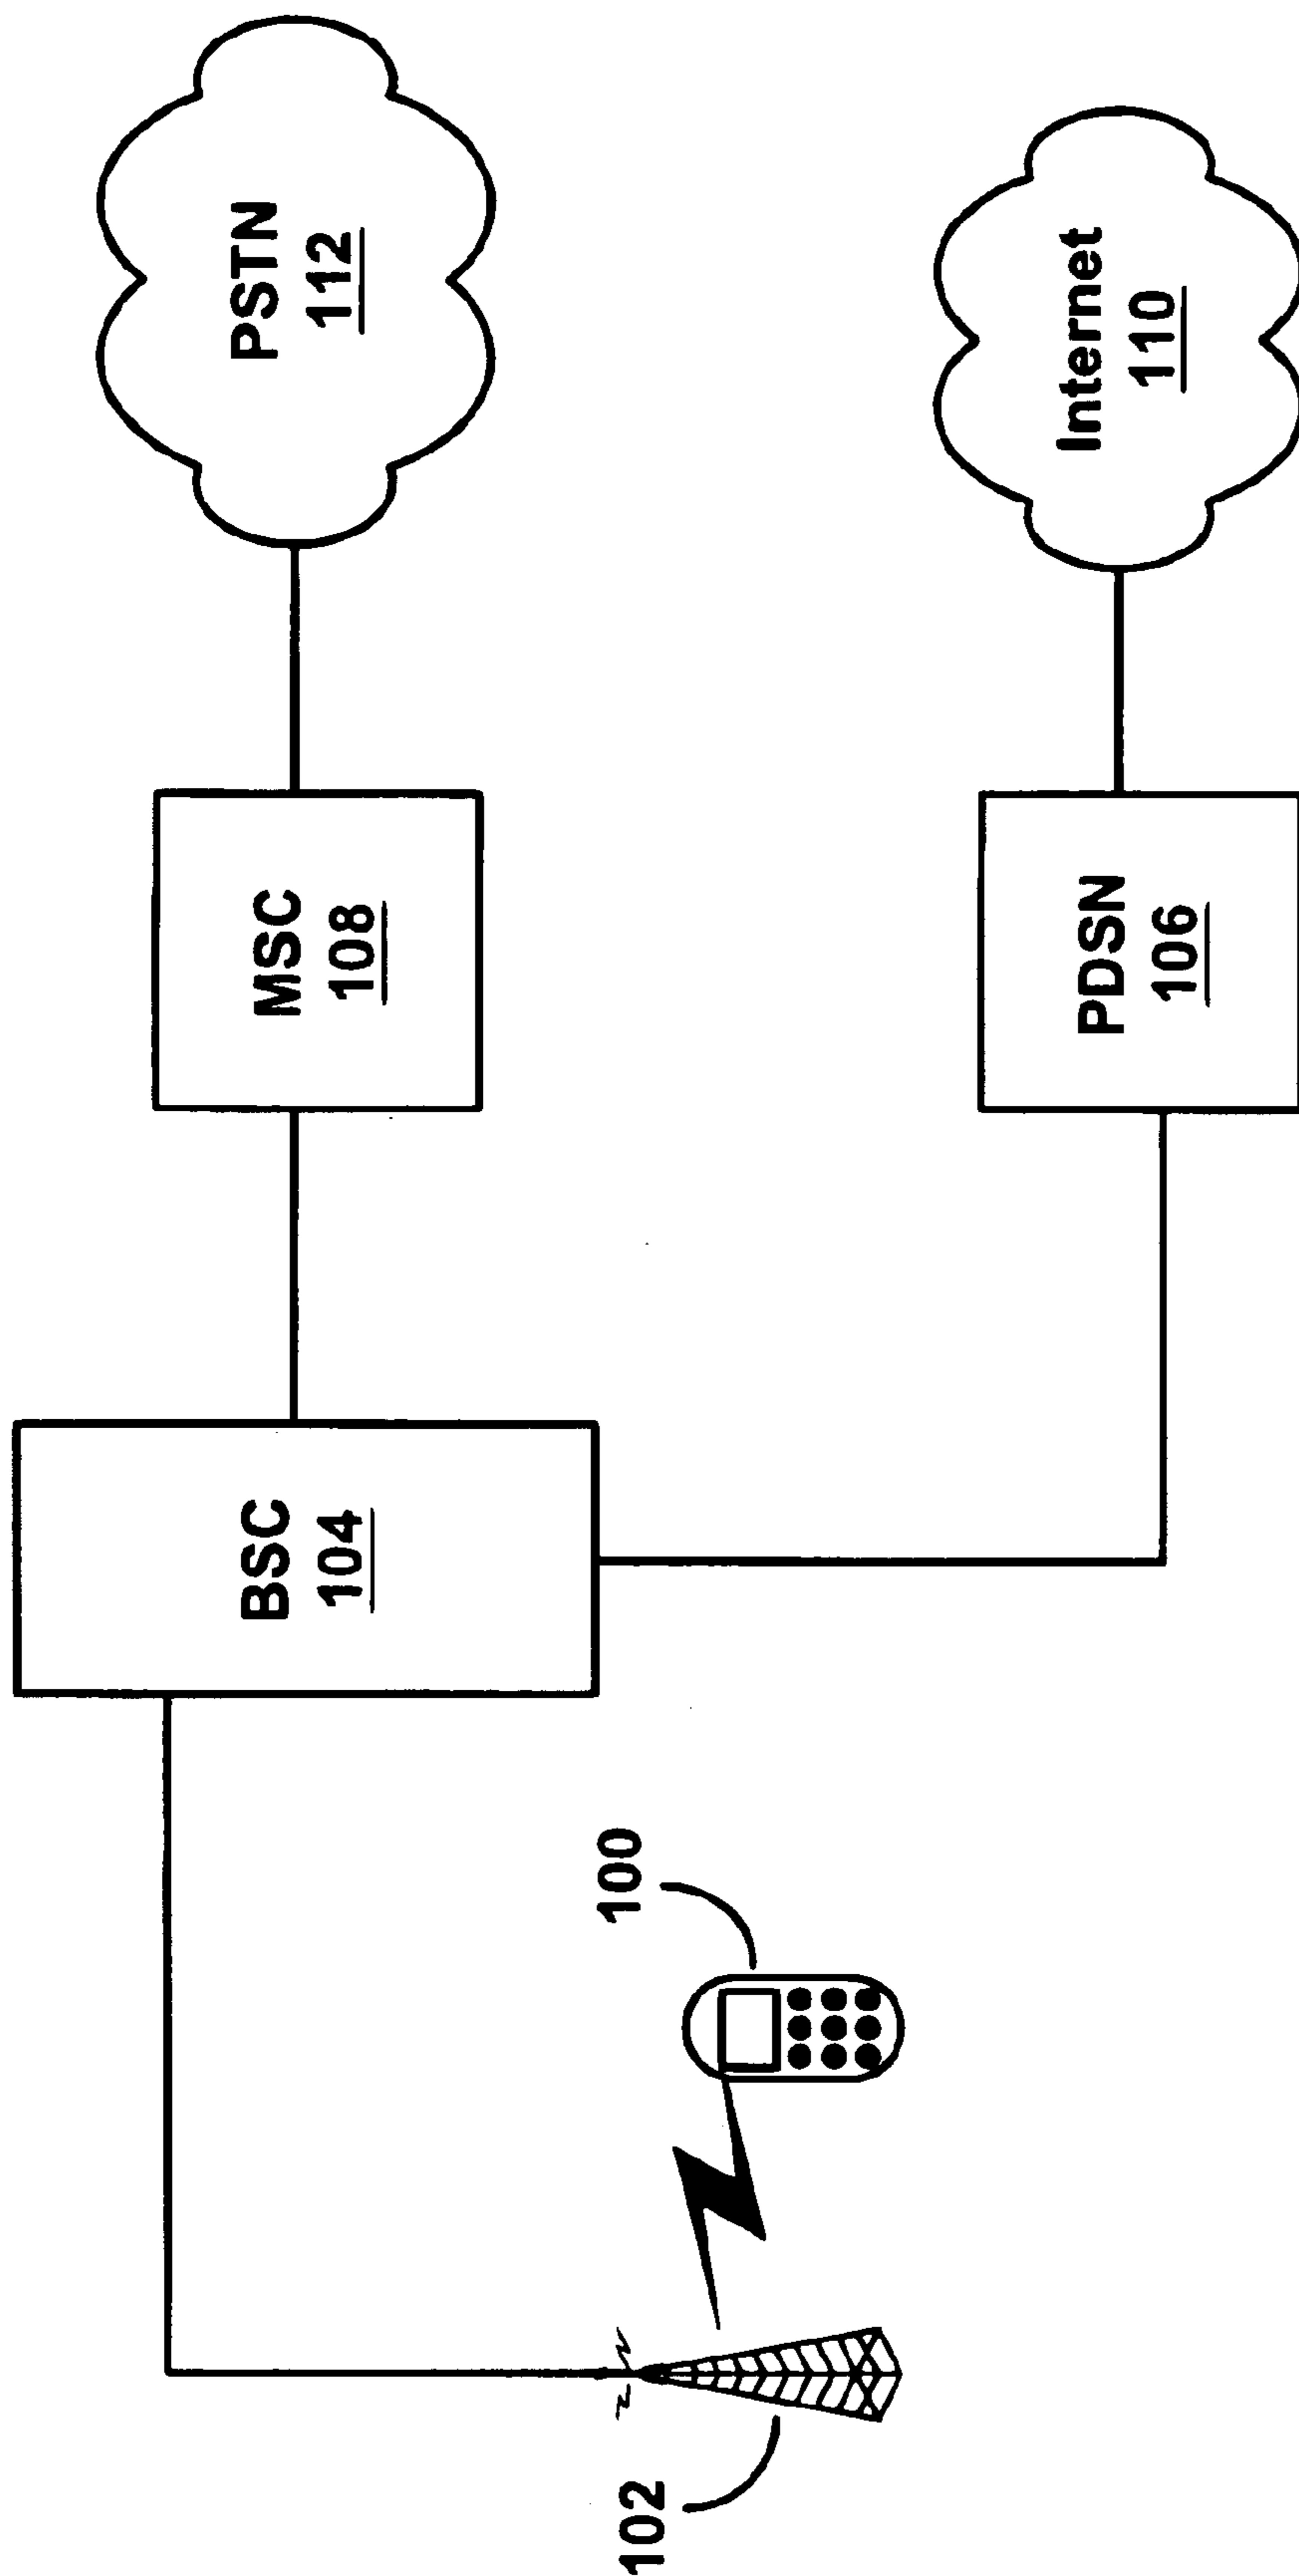 102
100
BSC
104
MSC
108
PSTN
112
PDSN
106
Internet
110